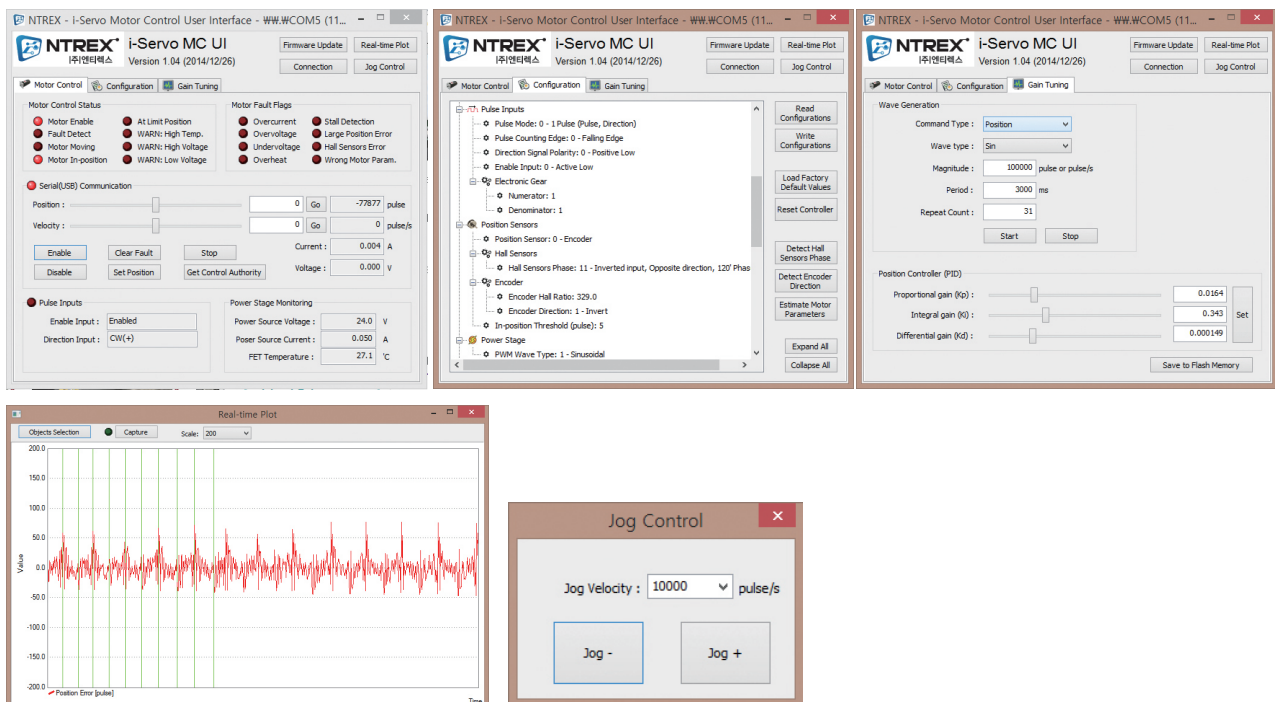 NTREX - i-Servo Motor Control User Interface - ₩₩.₩COM5 (11...
NTREX
(주)엔티렉스
i-Servo MC UI
Version 1.04 (2014/12/26)
Firmware Update
Real-time Plot
Connection
Jog Control
Motor Control
Configuration
Gain Tuning
Motor Control Status
Motor Enable
At Limit Position
Fault Detect
WARN: High Temp.
Motor Moving
WARN: High Voltage
Motor In-position
WARN: Low Voltage
Motor Fault Flags
Overcurrent
Stall Detection
Overvoltage
Large Position Error
Undervoltage
Hall Sensors Error
Overheat
Wrong Motor Param.
Serial(USB) Communication
Position :
0
Go
-77877
pulse
Velocity :
0
Go
0
pulse/s
Enable
Clear Fault
Stop
Current :
0.004
A
Disable
Set Position
Get Control Authority
Voltage :
0.000
V
Pulse Inputs
Enable Input :
Enabled
Direction Input :
CW(+)
Power Stage Monitoring
Power Source Voltage :
24.0
V
Poser Source Current :
0.050
A
FET Temperature :
27.1
'C
NTREX - i-Servo Motor Control User Interface - ₩₩.₩COM5 (11...
NTREX
(주)엔티렉스
i-Servo MC UI
Version 1.04 (2014/12/26)
Firmware Update
Real-time Plot
Connection
Jog Control
Motor Control
Configuration
Gain Tuning
Pulse Inputs
Pulse Mode: 0 - 1 Pulse (Pulse, Direction)
Pulse Counting Edge: 0 - Falling Edge
Direction Signal Polarity: 0 - Positive Low
Enable Input: 0 - Active Low
Electronic Gear
Numerator: 1
Denominator: 1
Position Sensors
Position Sensor: 0 - Encoder
Hall Sensors
Hall Sensors Phase: 11 - Inverted input, Opposite direction, 120' Phas
Encoder
Encoder Hall Ratio: 329.0
Encoder Direction: 1 - Invert
In-position Threshold (pulse): 5
Power Stage
PWM Wave Type: 1 - Sinusoidal
Read
Configurations
Write
Configurations
Load Factory
Default Values
Reset Controller
Detect Hall
Sensors Phase
Detect Encoder
Direction
Estimate Motor
Parameters
Expand All
Collapse All
NTREX - i-Servo Motor Control User Interface - ₩₩.₩COM5 (11...
NTREX
(주)엔티렉스
i-Servo MC UI
Version 1.04 (2014/12/26)
Firmware Update
Real-time Plot
Connection
Jog Control
Motor Control
Configuration
Gain Tuning
Wave Generation
Command Type :
Position
Wave type :
Sin
Magnitude :
100000
pulse or pulse/s
Period :
3000
ms
Repeat Count :
31
Start
Stop
Position Controller (PID)
Proportional gain (Kp) :
0.0164
Integral gain (Ki) :
0.343
Set
Differential gain (Kd) :
0.000149
Save to Flash Memory
Real-time Plot
Objects Selection
Capture
Scale:
200
200.0
150.0
100.0
50.0
0.0
-50.0
-100.0
-150.0
-200.0
Value
Position Error [pulse]
Time
Jog Control
Jog Velocity :
10000
pulse/s
Jog -
Jog +